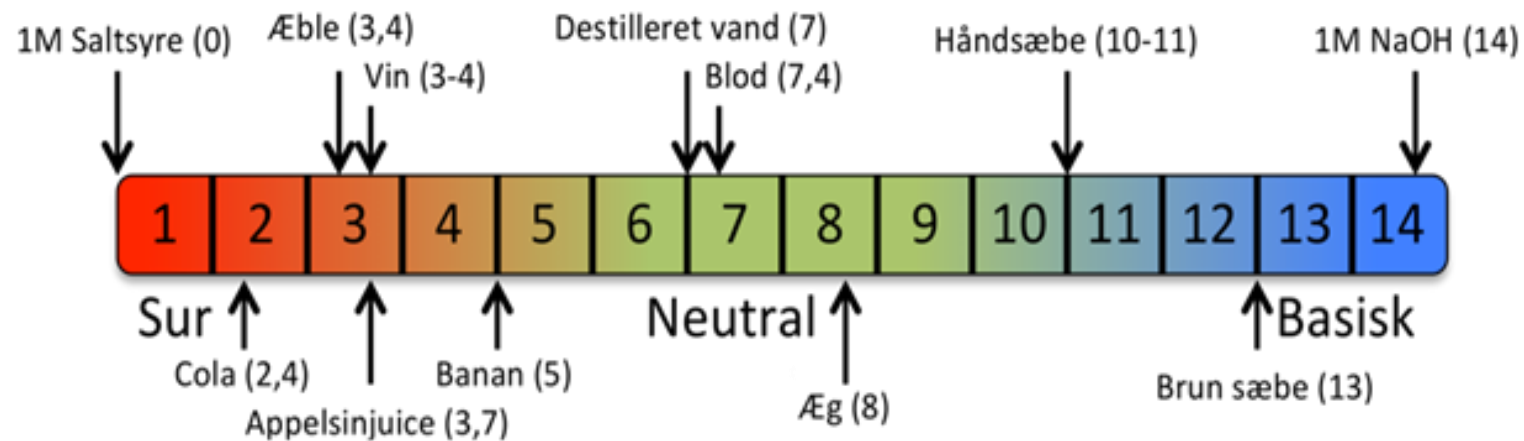 1M Saltsyre (0)
Æble (3,4)
Vin (3-4)
Destilleret vand (7)
Blod (7,4)
Håndsæbe (10-11)
1M NaOH (14)
1 2 3 4 5 6 7 8 9 10 11 12 13 14
Sur
Neutral
Basisk
Cola (2,4)
Appelsinjuice (3,7)
Banan (5)
Æg (8)
Brun sæbe (13)